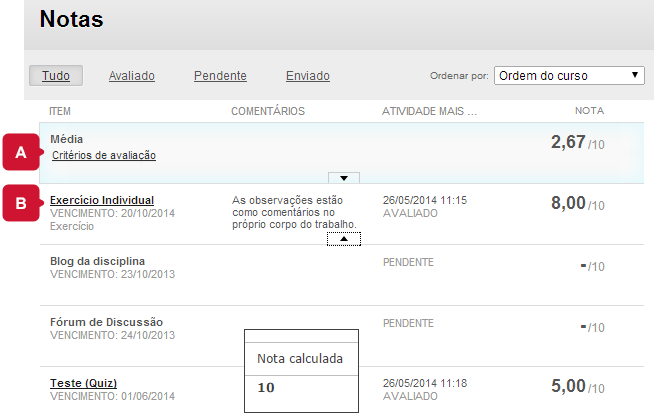 Notas
Tudo Avaliado Pendente Enviado Ordenar por: Ordem do curso
ITEM COMENTÁRIOS ATIVIDADE MAIS ... NOTA
A
Média
Critérios de avaliação
2,67/10
B
Exercício Individual
VENCIMENTO: 20/10/2014
Exercício
As observações estão
como comentários no
próprio corpo do trabalho.
26/05/2014 11:15
AVALIADO
8,00/10
Blog da disciplina
VENCIMENTO: 23/10/2013
PENDENTE
-/10
Fórum de Discussão
VENCIMENTO: 24/10/2013
PENDENTE
-/10
Nota calculada
10
Teste (Quiz)
VENCIMENTO: 01/06/2014
26/05/2014 11:18
AVALIADO
5,00/10